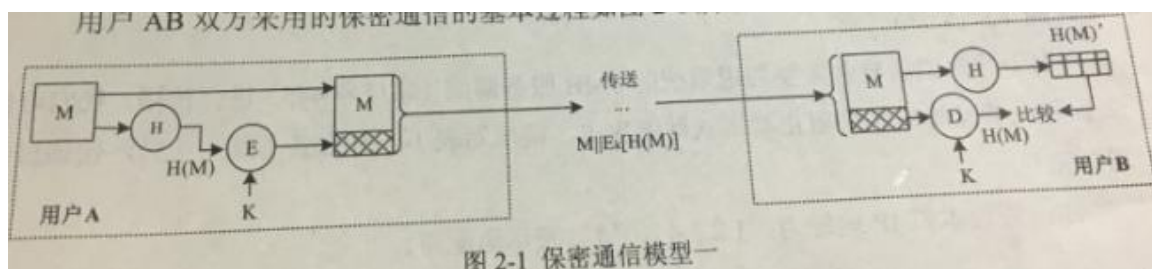 用户 AB 双方采用的保密通信的基本过程如图
M
H
H(M)
E
K
M
用户A
传送
...
M||Eₖ[H(M)]
M
H
H(M)'
D
H(M)
比较
K
用户B
图 2-1 保密通信模型一